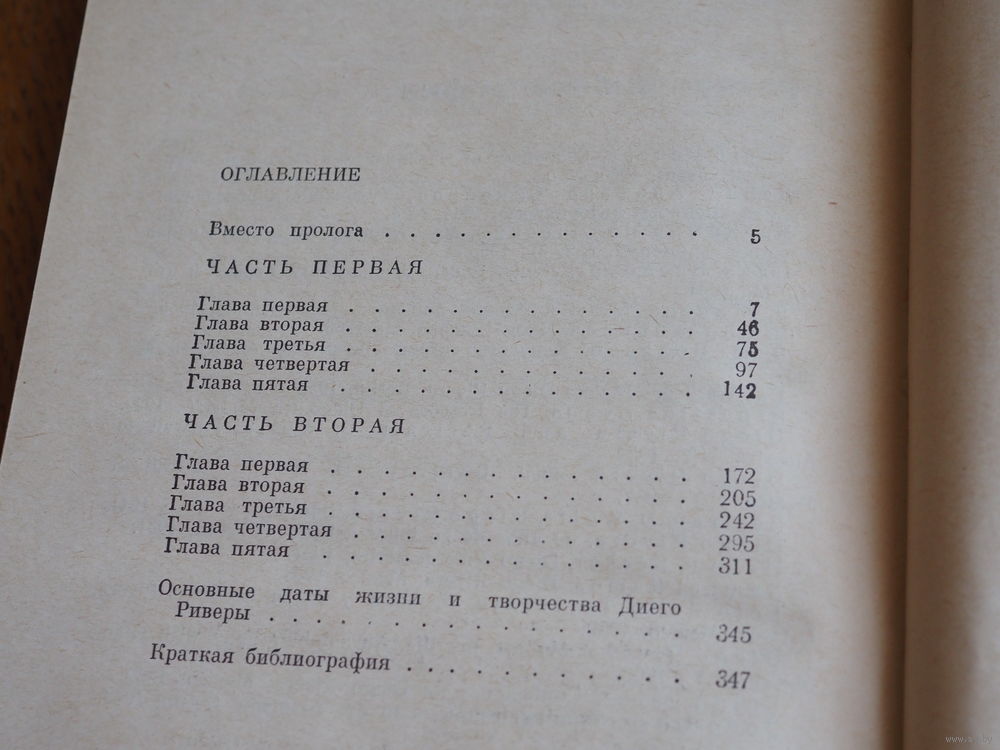 ОГЛАВЛЕНИЕ
Вместо пролога . . . . . . . . . . . . . 5
ЧАСТЬ ПЕРВАЯ
Глава первая . . . . . . . . . . . . . . 7
Глава вторая . . . . . . . . . . . . . . 46
Глава третья . . . . . . . . . . . . . . 75
Глава четвертая . . . . . . . . . . . . . 97
Глава пятая . . . . . . . . . . . . . . 142
ЧАСТЬ ВТОРАЯ
Глава первая . . . . . . . . . . . . . . 172
Глава вторая . . . . . . . . . . . . . . 205
Глава третья . . . . . . . . . . . . . . 242
Глава четвертая . . . . . . . . . . . . . 295
Глава пятая . . . . . . . . . . . . . . 311
Основные даты жизни и творчества Диего
Риверы . . . . . . . . . . . . . . . . 345
Краткая библиография . . . . . . . . . . . 347